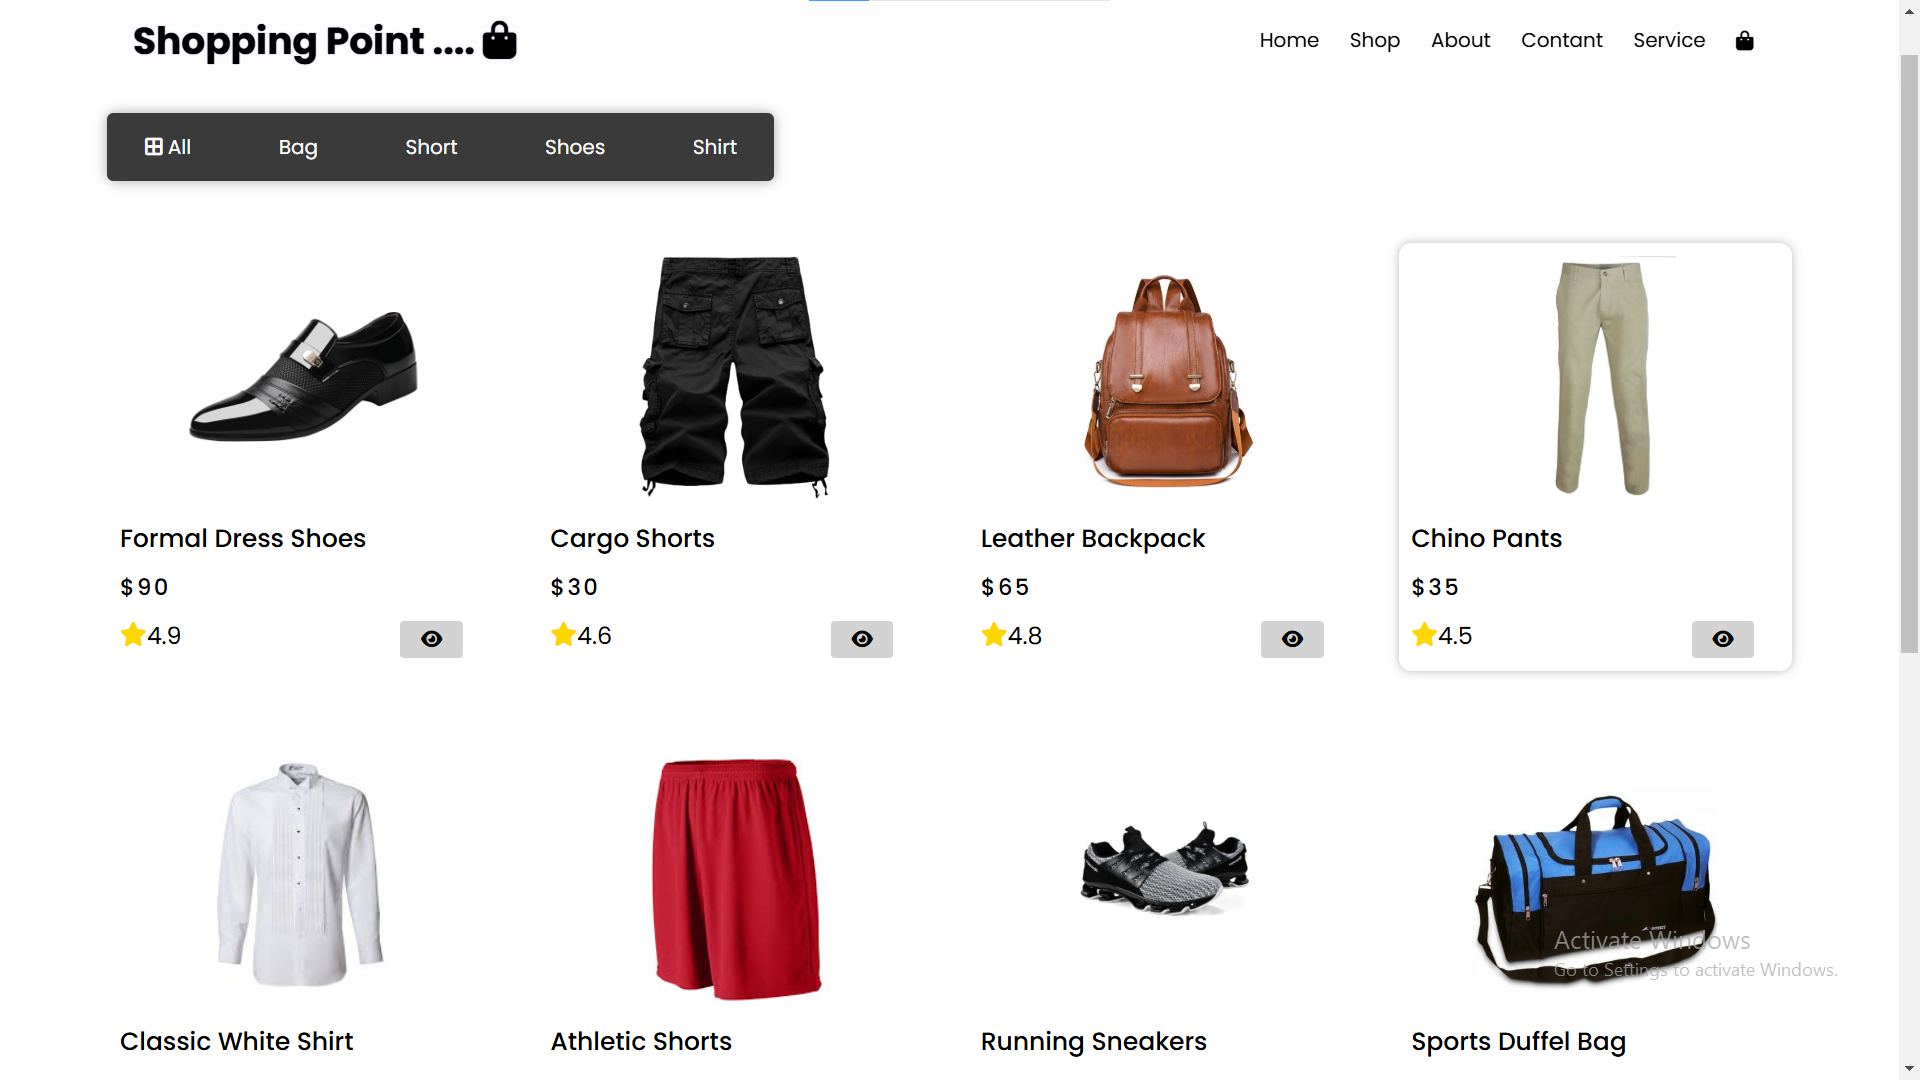 Shopping Point ....
Home Shop About Contant Service
All Bag Short Shoes Shirt
Formal Dress Shoes
$90
4.9
Cargo Shorts
$30
4.6
Leather Backpack
$65
4.8
Chino Pants
$35
4.5
Classic White Shirt
Athletic Shorts
Running Sneakers
Sports Duffel Bag
Activate Windows
Go to Settings to activate Windows.